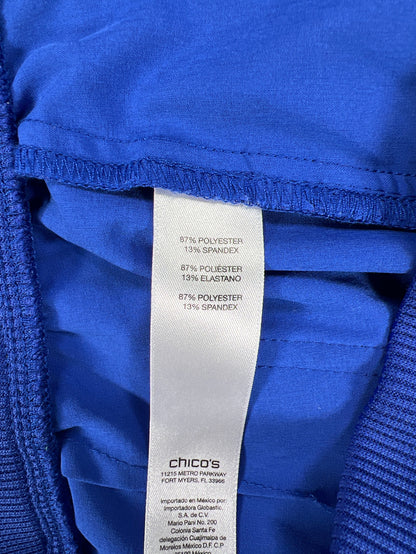 87% POLYESTER
13% SPANDEX
87% POLIÉSTER
13% ELASTANO
87% POLYESTER
13% SPANDEX
chico's
11215 METRO PARKWAY
FORT MYERS, FL 33966
importado en México por:
Importadora Globastic
S.A. de C.V.
Mario Pani No. 200
Colonia Santa Fe
delegación Cuajimalpa de
Morelos México D.F. C.P.